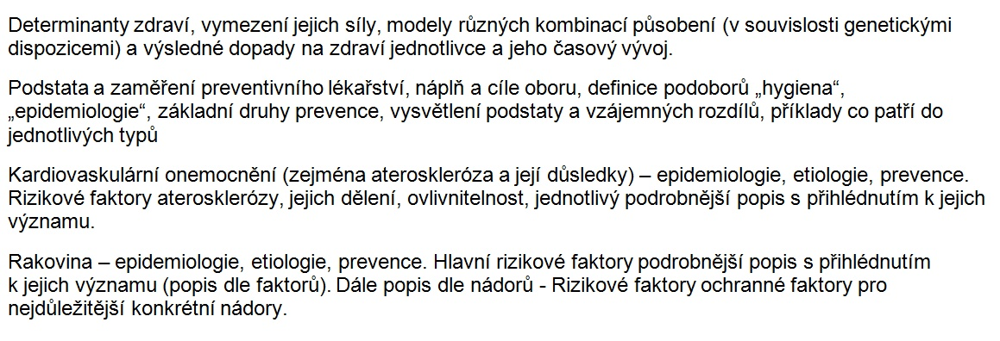 Determinanty zdraví, vymezení jejich síly, modely různých kombinací působení (v souvislosti genetickými
dispozicemi) a výsledné dopady na zdraví jednotlivce a jeho časový vývoj.
Podstata a zaměření preventivního lékařství, náplň a cíle oboru, definice podoborů „hygiena“,
„epidemiologie“, základní druhy prevence, vysvětlení podstaty a vzájemných rozdílů, příklady co patří do
jednotlivých typů
Kardiovaskulární onemocnění (zejména ateroskleróza a její důsledky) – epidemiologie, etiologie, prevence.
Rizikové faktory aterosklerózy, jejich dělení, ovlivnitelnost, jednotlivý podrobnější popis s přihlédnutím k jejich
významu.
Rakovina – epidemiologie, etiologie, prevence. Hlavní rizikové faktory podrobnější popis s přihlédnutím
k jejich významu (popis dle faktorů). Dále popis dle nádorů - Rizikové faktory ochranné faktory pro
nejdůležitější konkrétní nádory.